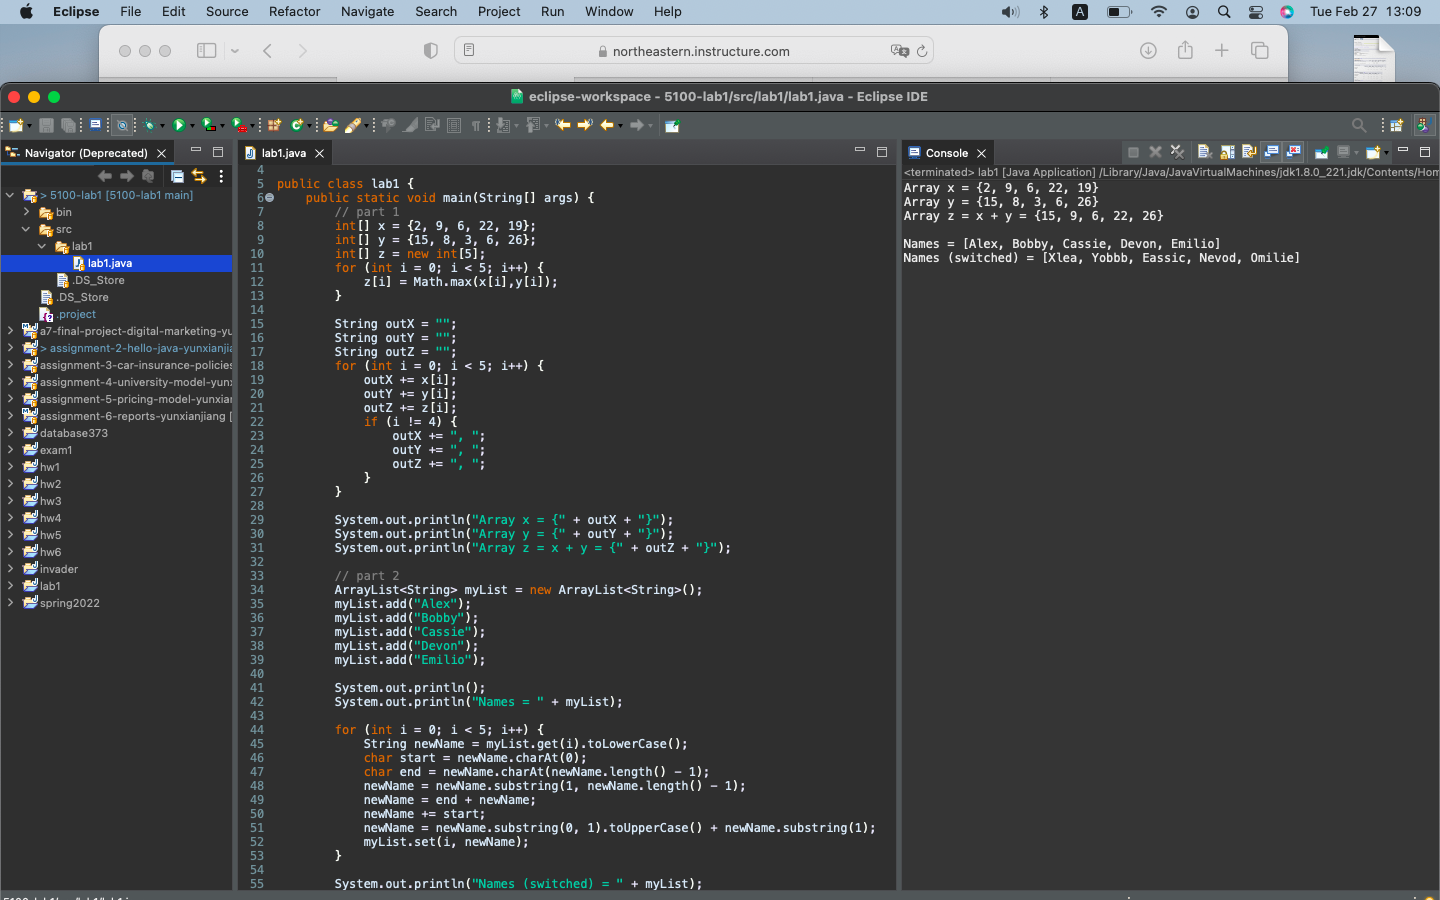 Eclipse File Edit Source Refactor Navigate Search Project Run Window Help A Tue Feb 27 13:09
northeastern.instructure.com
eclipse-workspace - 5100-lab1/src/lab1/lab1.java - Eclipse IDE
Navigator (Deprecated)
> 5100-lab1 [5100-lab1 main]
bin
src
lab1
lab1.java
.DS_Store
.DS_Store
.project
a7-final-project-digital-marketing-yu
> assignment-2-hello-java-yunxianjia
assignment-3-car-insurance-policies
assignment-4-university-model-yunx
assignment-5-pricing-model-yunxiar
assignment-6-reports-yunxianjiang [
database373
exam1
hw1
hw2
hw3
hw4
hw5
hw6
invader
lab1
spring2022
lab1.java
4
5 public class lab1 {
6 public static void main(String[] args) {
7 // part 1
8 int[] x = {2, 9, 6, 22, 19};
9 int[] y = {15, 8, 3, 6, 26};
10 int[] z = new int[5];
11 for (int i = 0; i < 5; i++) {
12 z[i] = Math.max(x[i],y[i]);
13 }
14
15 String outX = "";
16 String outY = "";
17 String outZ = "";
18 for (int i = 0; i < 5; i++) {
19 outX += x[i];
20 outY += y[i];
21 outZ += z[i];
22 if (i != 4) {
23 outX += ", ";
24 outY += ", ";
25 outZ += ", ";
26 }
27 }
28
29 System.out.println("Array x = {" + outX + "}");
30 System.out.println("Array y = {" + outY + "}");
31 System.out.println("Array z = x + y = {" + outZ + "}");
32
33 // part 2
34 ArrayList<String> myList = new ArrayList<String>();
35 myList.add("Alex");
36 myList.add("Bobby");
37 myList.add("Cassie");
38 myList.add("Devon");
39 myList.add("Emilio");
40
41 System.out.println();
42 System.out.println("Names = " + myList);
43
44 for (int i = 0; i < 5; i++) {
45 String newName = myList.get(i).toLowerCase();
46 char start = newName.charAt(0);
47 char end = newName.charAt(newName.length() - 1);
48 newName = newName.substring(1, newName.length() - 1);
49 newName = end + newName;
50 newName += start;
51 newName = newName.substring(0, 1).toUpperCase() + newName.substring(1);
52 myList.set(i, newName);
53 }
54
55 System.out.println("Names (switched) = " + myList);
Console
<terminated> lab1 [Java Application] /Library/Java/JavaVirtualMachines/jdk1.8.0_221.jdk/Contents/Hom
Array x = {2, 9, 6, 22, 19}
Array y = {15, 8, 3, 6, 26}
Array z = x + y = {15, 9, 6, 22, 26}
Names = [Alex, Bobby, Cassie, Devon, Emilio]
Names (switched) = [Xlea, Yobbb, Eassic, Nevod, Omilie]